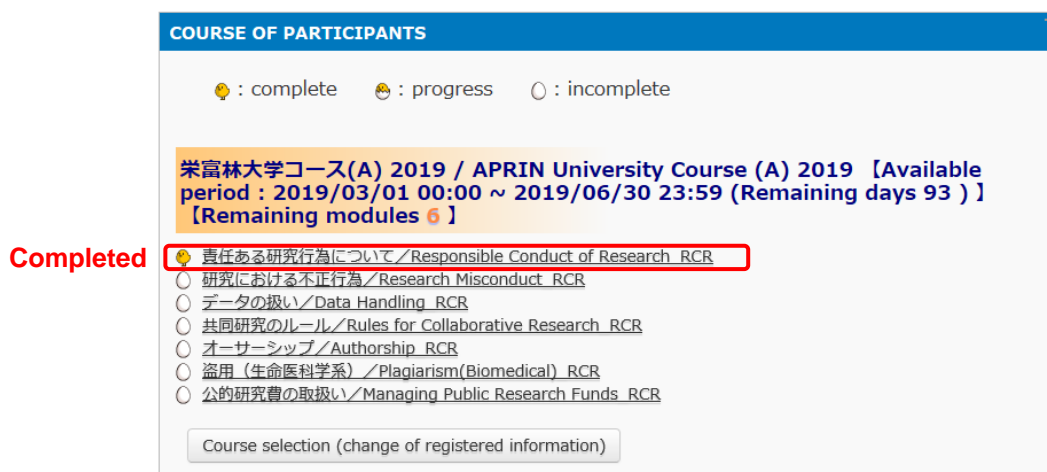 COURSE OF PARTICIPANTS
: complete : progress : incomplete
栄富林大学コース(A) 2019 / APRIN University Course (A) 2019 【Available
period : 2019/03/01 00:00 ~ 2019/06/30 23:59 (Remaining days 93 ) 】
【Remaining modules 6 】
Completed
責任ある研究行為について／Responsible Conduct of Research_RCR
研究における不正行為／Research Misconduct_RCR
データの扱い／Data Handling_RCR
共同研究のルール／Rules for Collaborative Research_RCR
オーサーシップ／Authorship_RCR
盗用（生命医科学系）／Plagiarism(Biomedical)_RCR
公的研究費の取扱い／Managing Public Research Funds_RCR
Course selection (change of registered information)